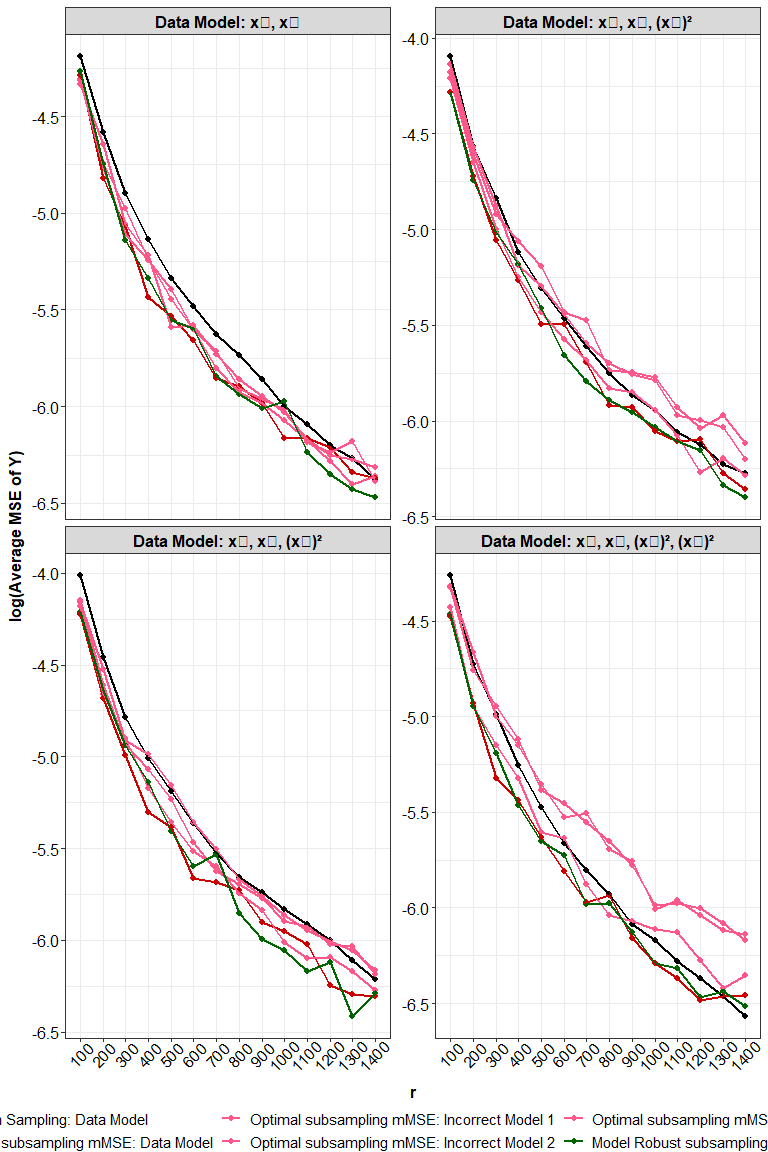 Data Model: x, x
Data Model: x, x, (x)²
-4.5
-5.0
-5.5
-6.0
-6.5
-4.0
-4.5
-5.0
-5.5
-6.0
-6.5
Data Model: x, x, (x)²
Data Model: x, x, (x)², (x)²
-4.0
-4.5
-5.0
-5.5
-6.0
-6.5
-4.5
-5.0
-5.5
-6.0
-6.5
log(Average MSE of Y)
100 200 300 400 500 600 700 800 900 1000 1100 1200 1300 1400
100 200 300 400 500 600 700 800 900 1000 1100 1200 1300 1400
r
Sampling: Data Model Optimal subsampling mMSE: Incorrect Model 1 Optimal subsampling mMS
subsampling mMSE: Data Model Optimal subsampling mMSE: Incorrect Model 2 Model Robust subsampling